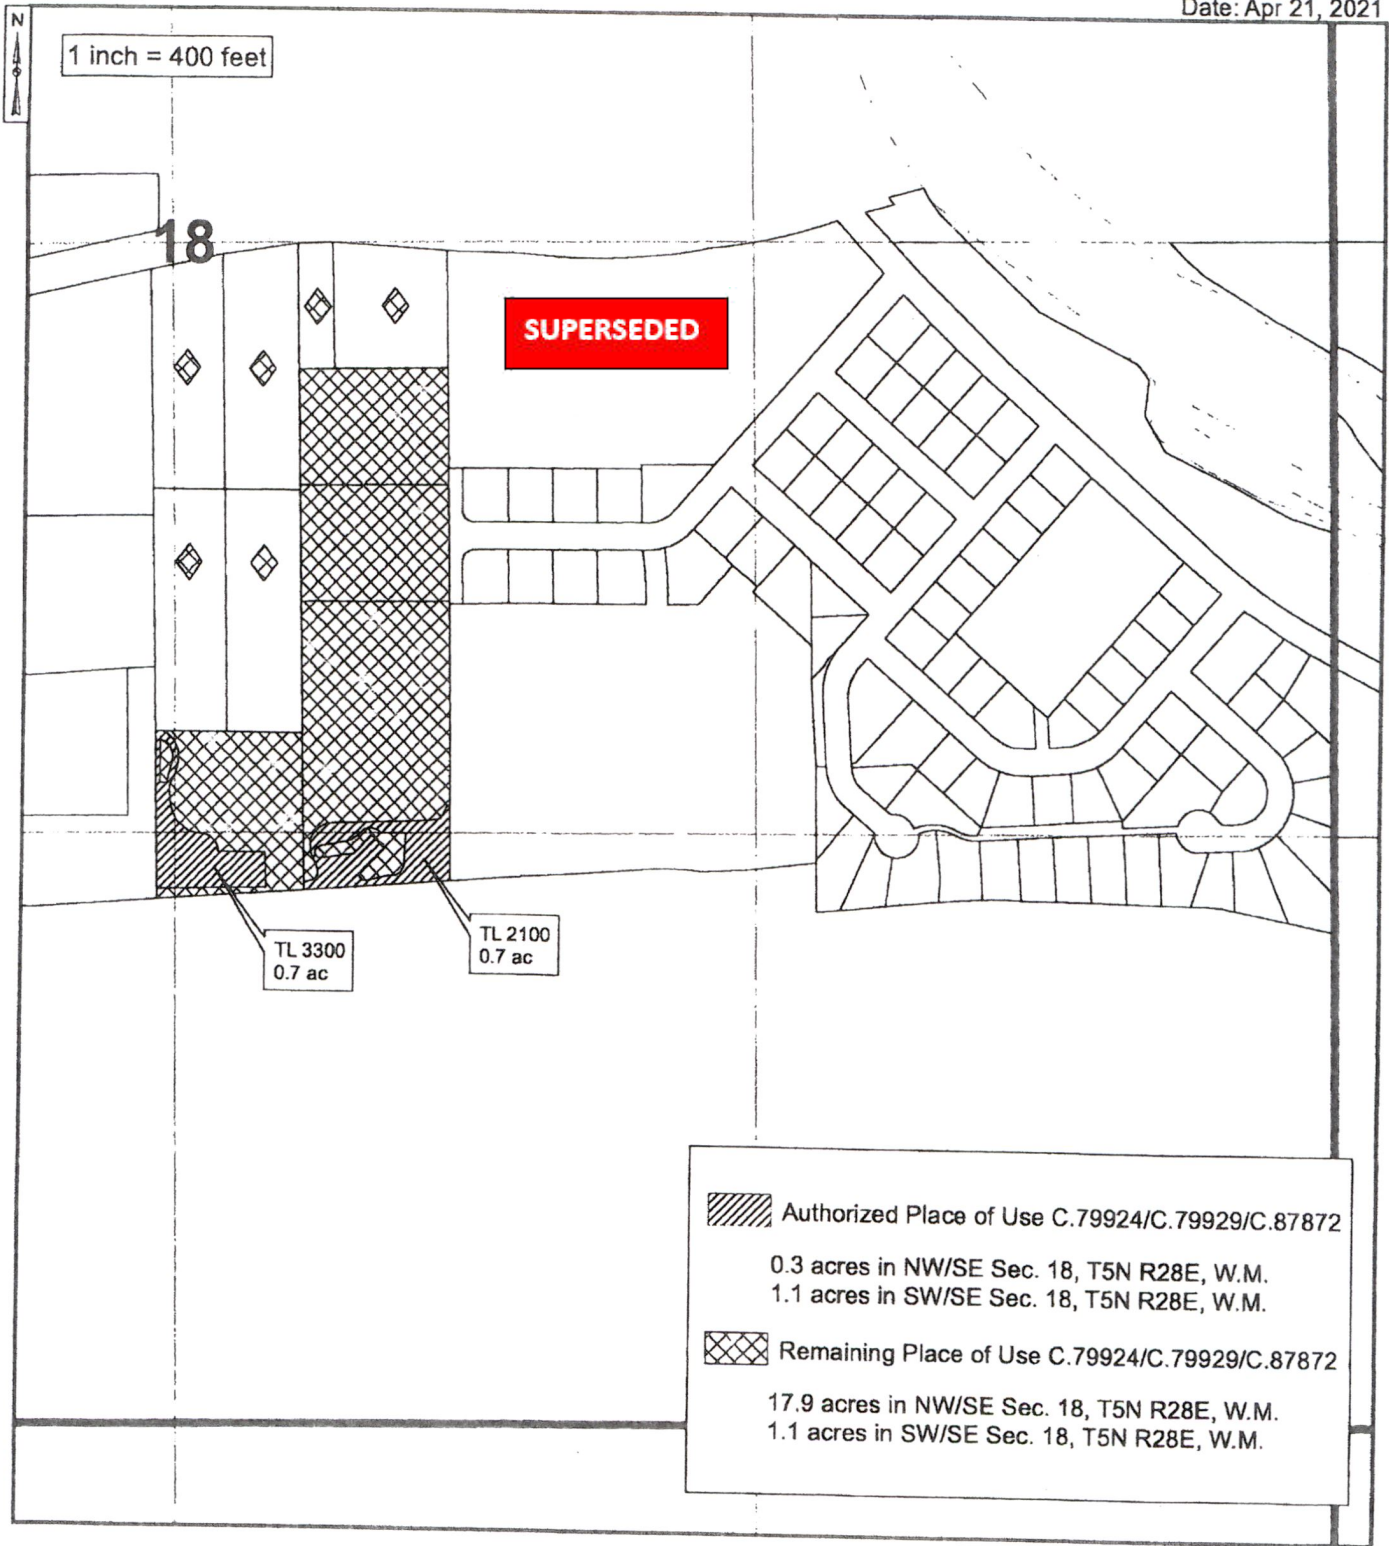 Date: Apr 21, 2021
N
1 inch = 400 feet
18
SUPERSEDED
TL 3300
0.7 ac
TL 2100
0.7 ac
Authorized Place of Use C.79924/C.79929/C.87872
0.3 acres in NW/SE Sec. 18, T5N R28E, W.M.
1.1 acres in SW/SE Sec. 18, T5N R28E, W.M.
Remaining Place of Use C.79924/C.79929/C.87872
17.9 acres in NW/SE Sec. 18, T5N R28E, W.M.
1.1 acres in SW/SE Sec. 18, T5N R28E, W.M.